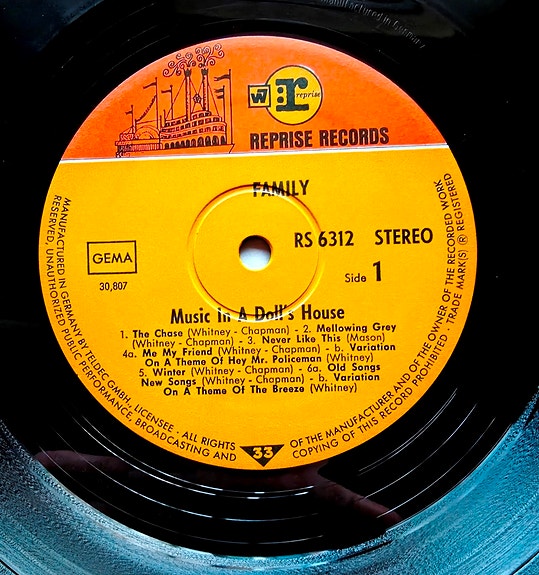 Manufactured in Germany
W
r reprise
REPRISE RECORDS
FAMILY
RS 6312 STEREO
GEMA
Side 1
30,807
Music in A Doll's House
1. The Chase (Whitney - Chapman) - 2. Mellowing Grey
(Whitney - Chapman) - 3. Never Like This (Mason)
4a. Me My Friend (Whitney - Chapman) - b. Variation
On A Theme Of Hey Mr. Policeman (Whitney)
5. Winter (Whitney - Chapman) - 6a. Old Songs
New Songs (Whitney - Chapman) - b. Variation
On A Theme Of The Breeze (Whitney)
33
MANUFACTURED IN GERMANY BY TELDEC GMBH., LICENSEE . ALL RIGHTS OF THE MANUFACTURER AND OF THE OWNER OF THE RECORDED WORK
RESERVED, UNAUTHORIZED PUBLIC PERFORMANCE, BROADCASTING AND COPYING OF THIS RECORD PROHIBITED · TRADE MARK(S) ® REGISTERED